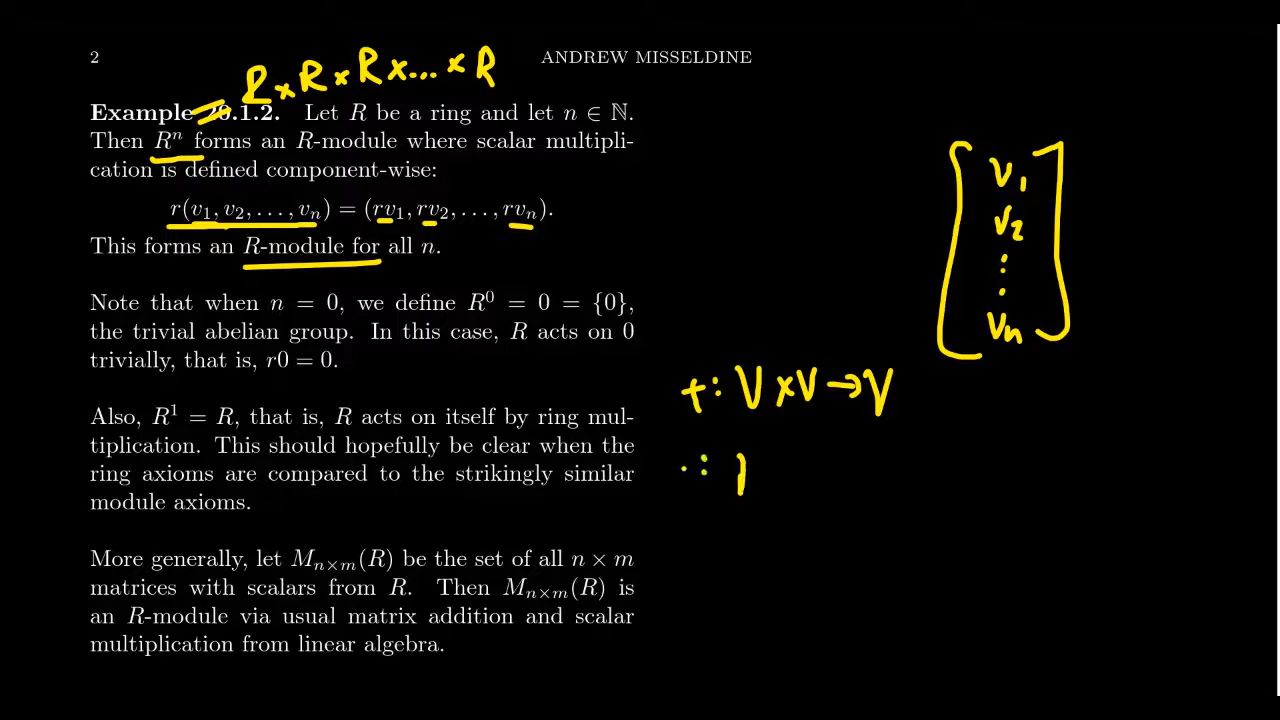 2 ANDREW MISSELDINE
= R × R × R × ... × R
Example 20.1.2. Let R be a ring and let n ∈ ℕ.
Then Rⁿ forms an R-module where scalar multipli-
cation is defined component-wise:
r(v₁, v₂, . . . , vₙ) = (rv₁, rv₂, . . . , rvₙ).
This forms an R-module for all n.
Note that when n = 0, we define R⁰ = 0 = {0},
the trivial abelian group. In this case, R acts on 0
trivially, that is, r0 = 0.
Also, R¹ = R, that is, R acts on itself by ring mul-
tiplication. This should hopefully be clear when the
ring axioms are compared to the strikingly similar
module axioms.
More generally, let Mₙ×ₘ(R) be the set of all n × m
matrices with scalars from R. Then Mₙ×ₘ(R) is
an R-module via usual matrix addition and scalar
multiplication from linear algebra.
v₁
v₂
⋮
vₙ
+: V × V → V
· :